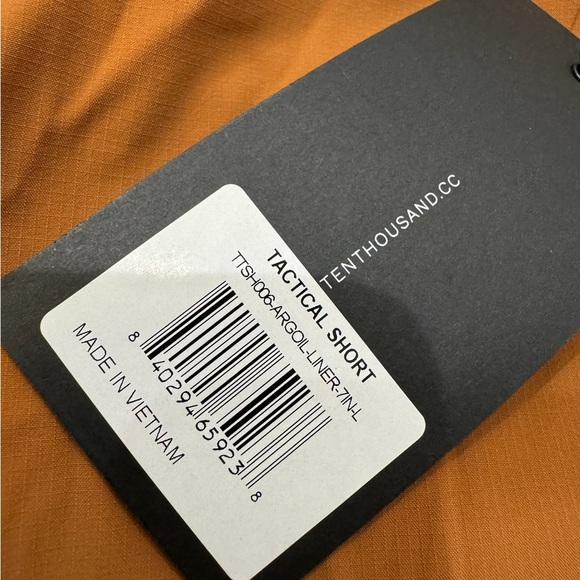 TENTHOUSAND.CC
TACTICAL SHORT
TTSH006-ARGOIL-LINER-7IN-L
8 40294 65923 8
MADE IN VIETNAM